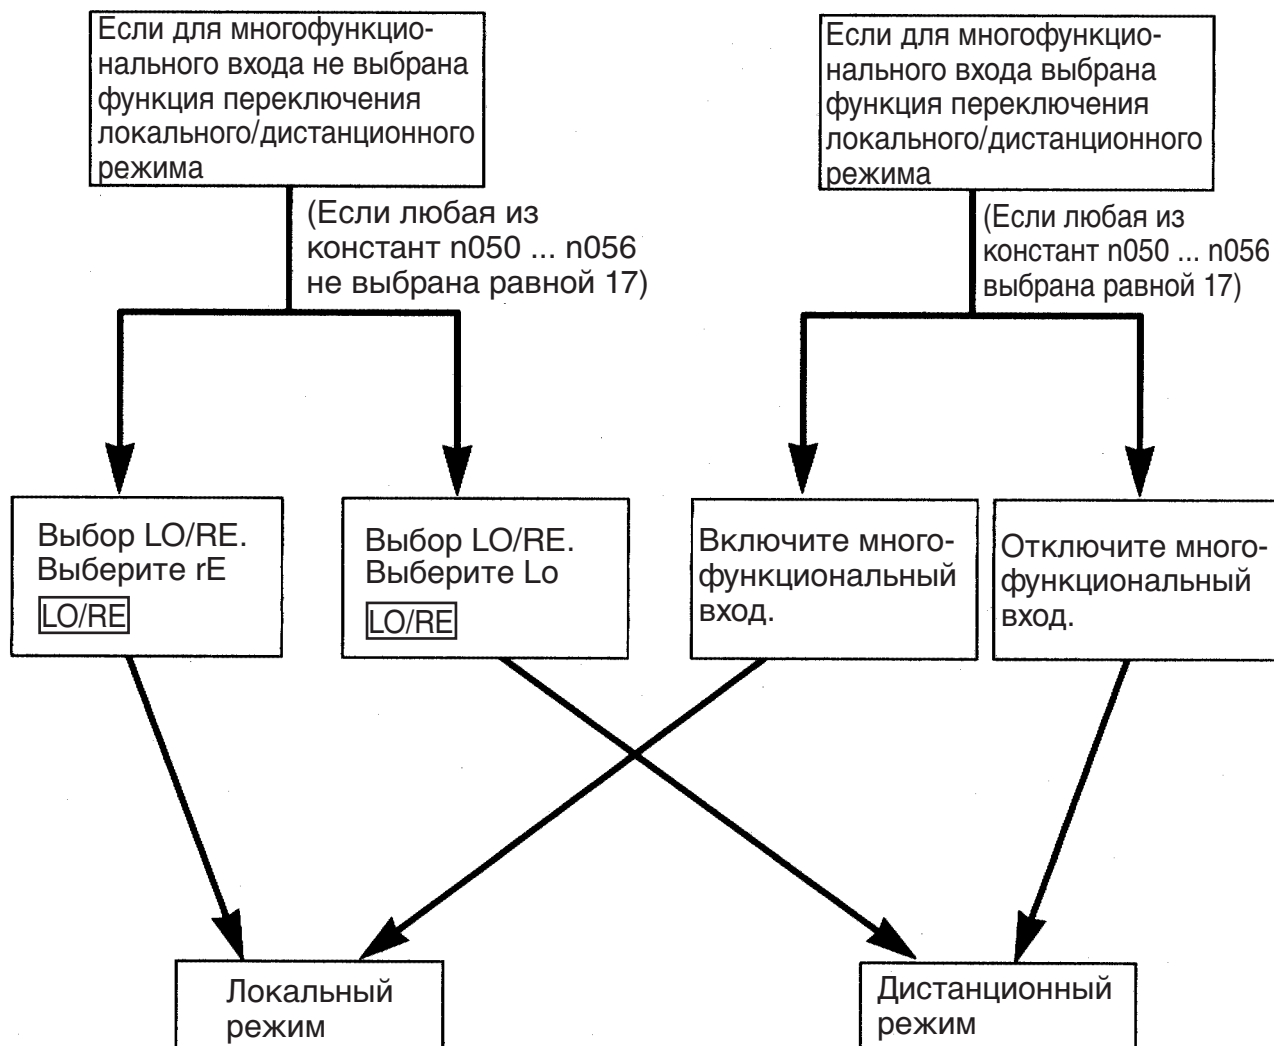 Если для многофункцио-
нального входа не выбрана
функция переключения
локального/дистанционного
режима
Если для многофункцио-
нального входа выбрана
функция переключения
локального/дистанционного
режима
(Если любая из
констант n050 ... n056
не выбрана равной 17)
(Если любая из
констант n050 ... n056
выбрана равной 17)
Выбор LO/RE.
Выберите rE
LO/RE
Выбор LO/RE.
Выберите Lo
LO/RE
Включите много-
функциональный
вход.
Отключите много-
функциональный
вход.
Локальный
режим
Дистанционный
режим